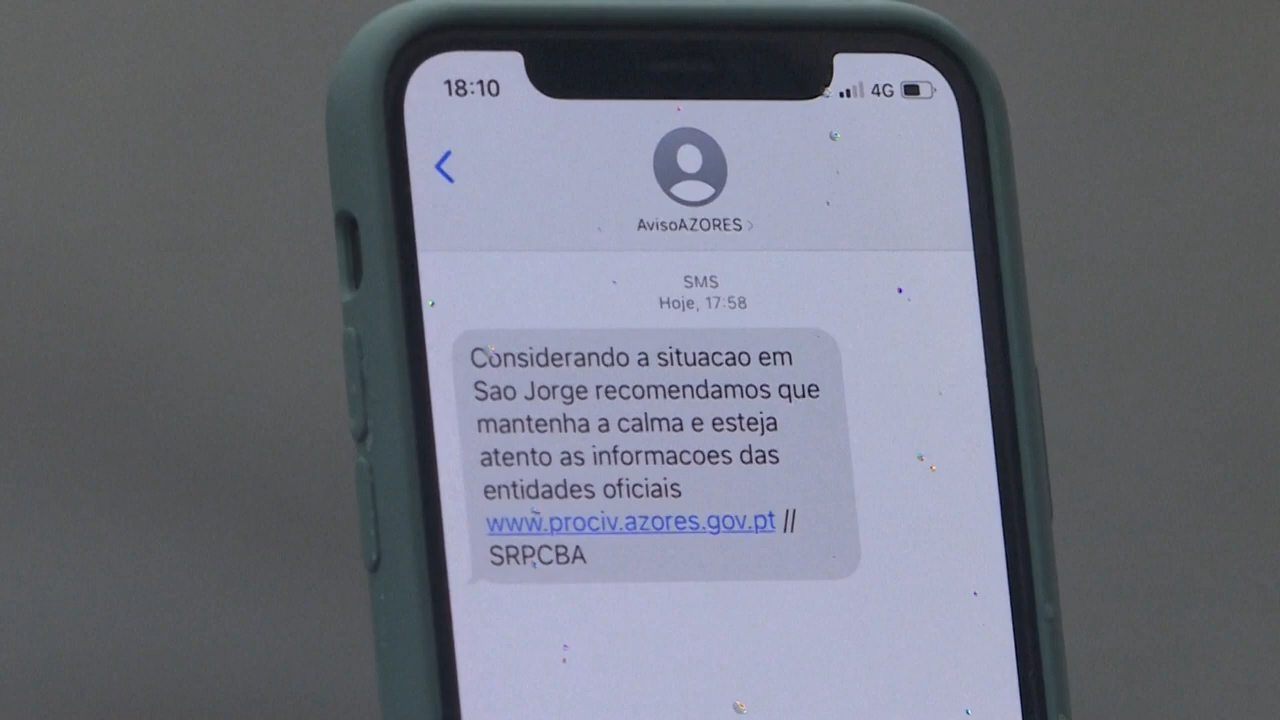 18:10
4G
AvisoAZORES
SMS
Hoje, 17:58
Considerando a situacao em
Sao Jorge recomendamos que
mantenha a calma e esteja
atento as informacoes das
entidades oficiais
www.prociv.azores.gov.pt //
SRPCBA